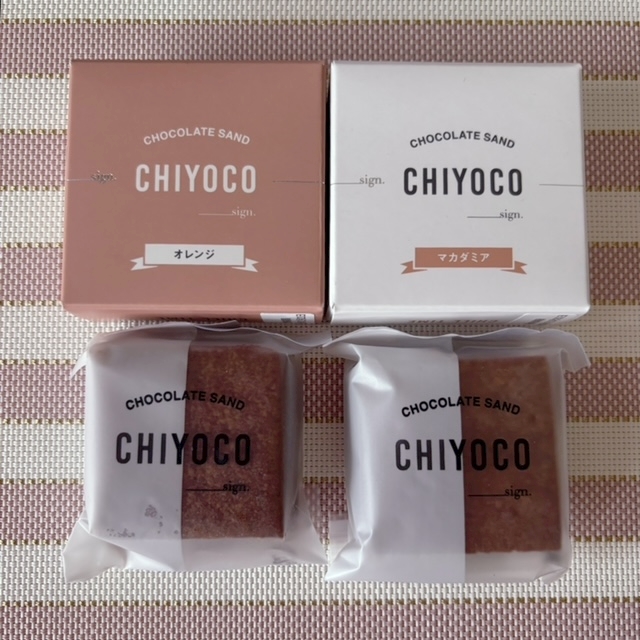 CHOCOLATE SAND
sign. CHIYOCO
sign.
オレンジ
CHOCOLATE SAND
sign. CHIYOCO
sign.
マカダミア
CHOCOLATE SAND
CHIYOCO
sign.
CHOCOLATE SAND
CHIYOCO
sign.